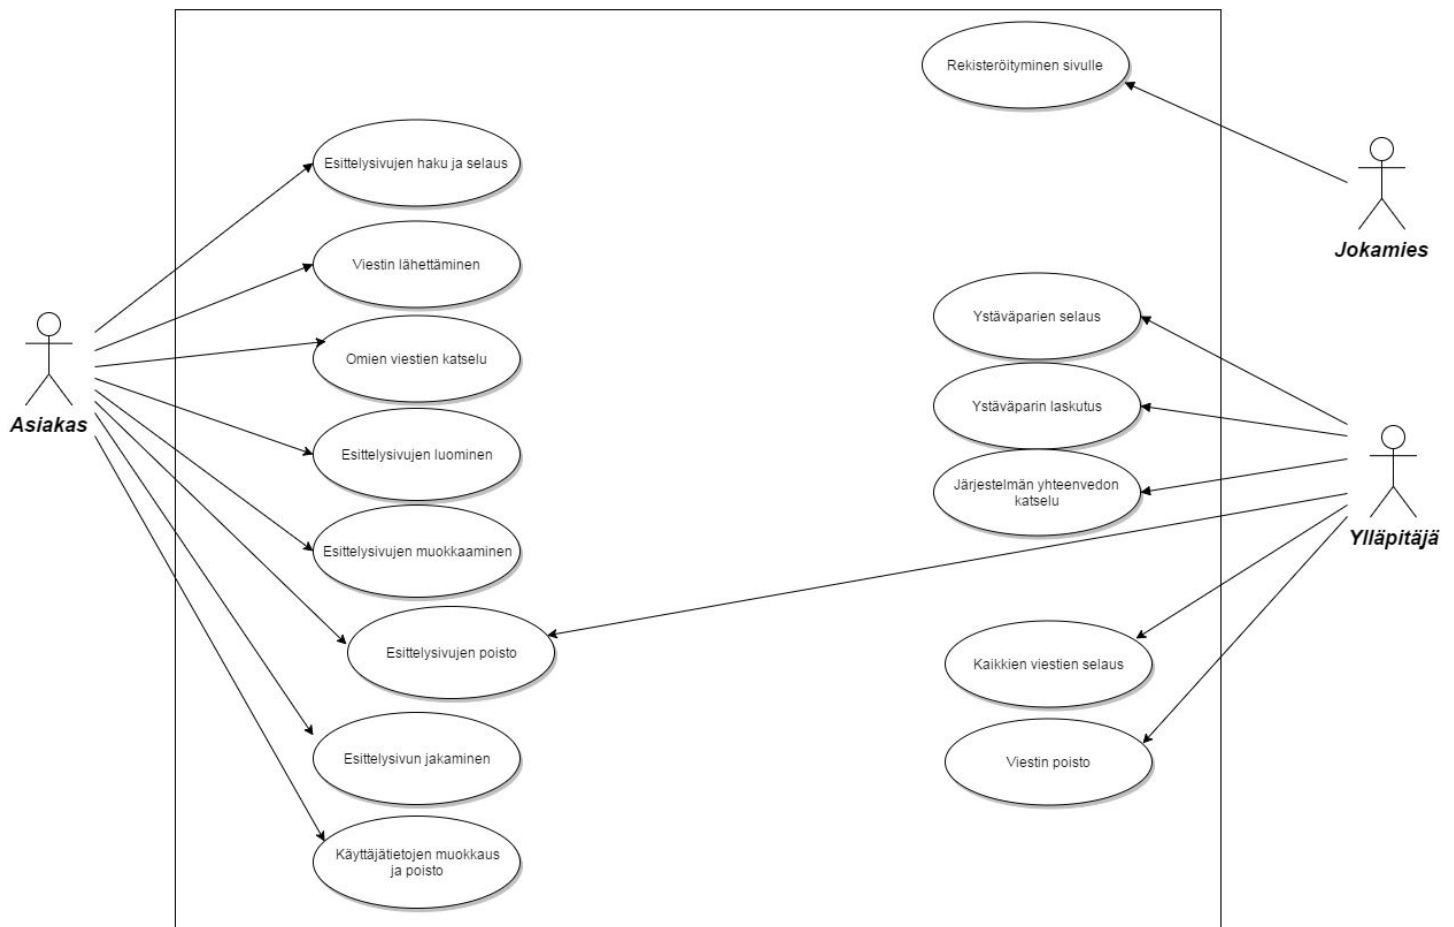 Rekisteröityminen sivulle
Esittelysivujen haku ja selaus
Jokamies
Viestin lähettäminen
Ystäväparien selaus
Omien viestien katselu
Asiakas
Ystäväparin laskutus
Esittelysivujen luominen
Järjestelmän yhteenvedon
katselu
Ylläpitäjä
Esittelysivujen muokkaaminen
Esittelysivujen poisto
Kaikkien viestien selaus
Esittelysivun jakaminen
Viestin poisto
Käyttäjätietojen muokkaus
ja poisto